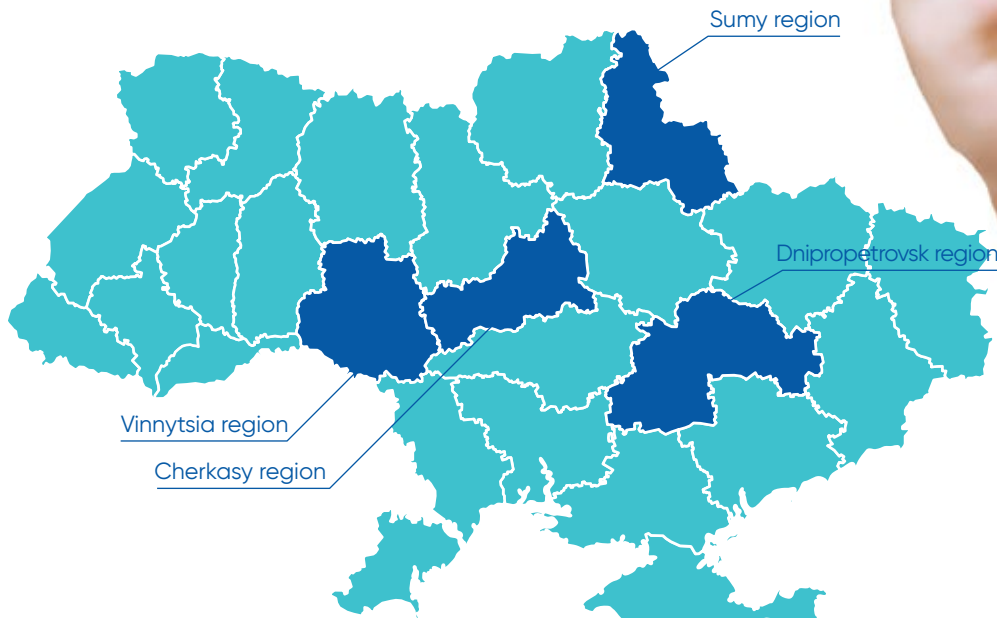 Sumy region
Dnipropetrovsk region
Vinnytsia region
Cherkasy region